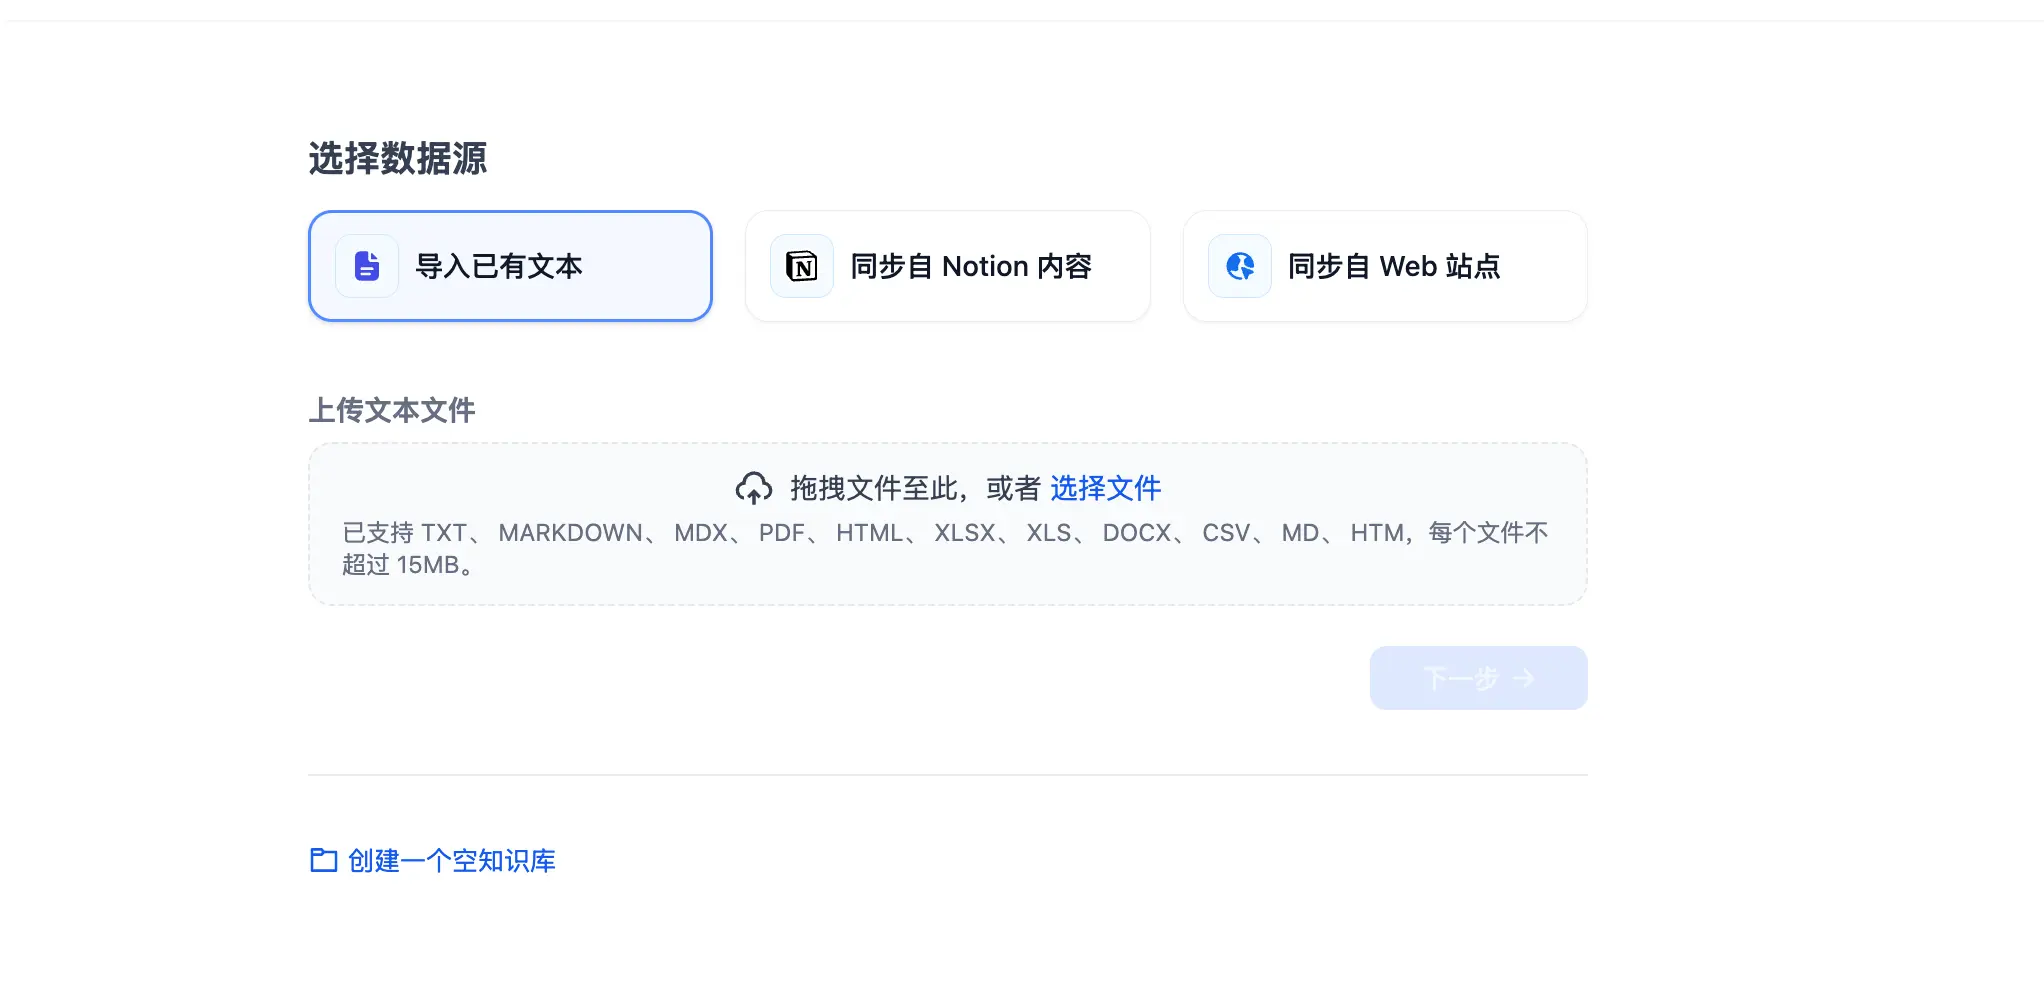 选择数据源
导入已有文本
同步自 Notion 内容
同步自 Web 站点
上传文本文件
拖拽文件至此，或者 选择文件
已支持 TXT、 MARKDOWN、 MDX、 PDF、 HTML、 XLSX、 XLS、 DOCX、 CSV、 MD、 HTM，每个文件不
超过 15MB。
下一步
创建一个空知识库